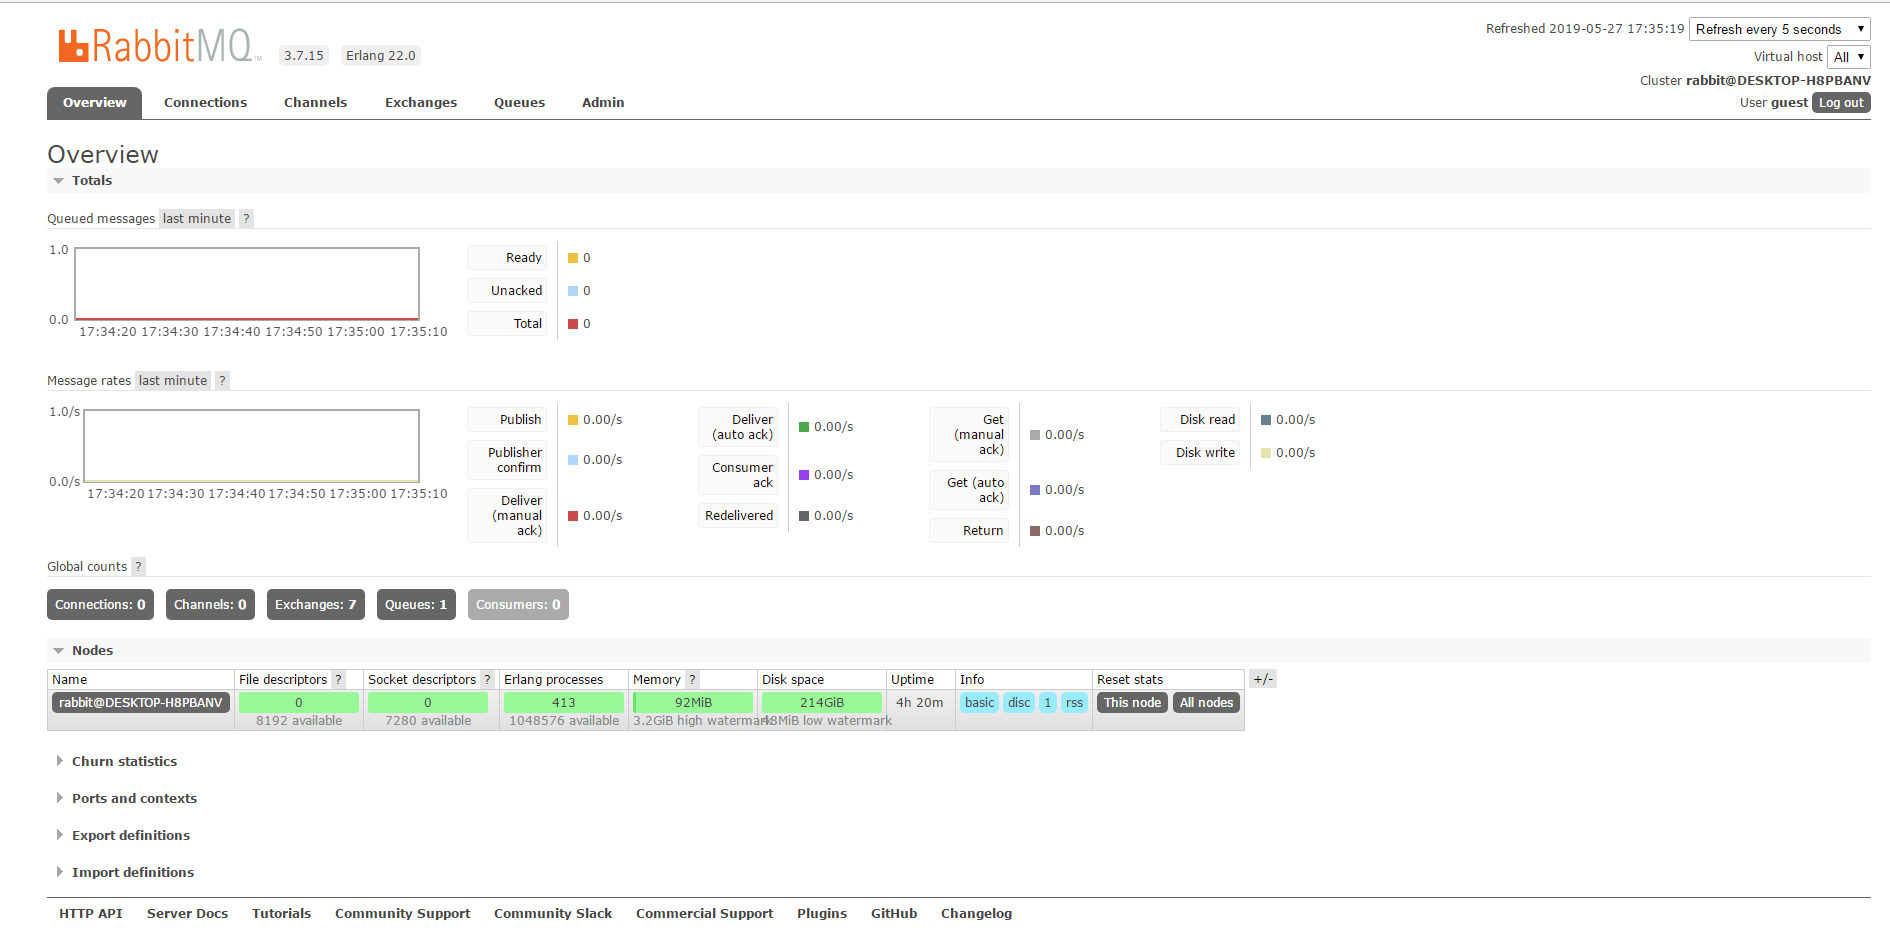 RabbitMQ TM 3.7.15 Erlang 22.0
Refreshed 2019-05-27 17:35:19 Refresh every 5 seconds
Virtual host All
Cluster rabbit@DESKTOP-H8PBANV
User guest Log out
Overview Connections Channels Exchanges Queues Admin
Overview
Totals
Queued messages last minute ?
1.0
0.0
17:34:20 17:34:30 17:34:40 17:34:50 17:35:00 17:35:10
Ready 0
Unacked 0
Total 0
Message rates last minute ?
1.0/s
0.0/s
17:34:20 17:34:30 17:34:40 17:34:50 17:35:00 17:35:10
Publish 0.00/s
Publisher
confirm 0.00/s
Deliver
(manual
ack) 0.00/s
Deliver
(auto ack) 0.00/s
Consumer
ack 0.00/s
Redelivered 0.00/s
Get
(manual
ack) 0.00/s
Get (auto
ack) 0.00/s
Return 0.00/s
Disk read 0.00/s
Disk write 0.00/s
Global counts ?
Connections: 0 Channels: 0 Exchanges: 7 Queues: 1 Consumers: 0
Nodes
Name File descriptors ? Socket descriptors ? Erlang processes Memory ? Disk space Uptime Info Reset stats +/-
rabbit@DESKTOP-H8PBANV 0 0 413 92MiB 214GiB 4h 20m basic disc 1 rss This node All nodes
8192 available 7280 available 1048576 available 3.2GiB high watermark 48MiB low watermark
Churn statistics
Ports and contexts
Export definitions
Import definitions
HTTP API Server Docs Tutorials Community Support Community Slack Commercial Support Plugins GitHub Changelog